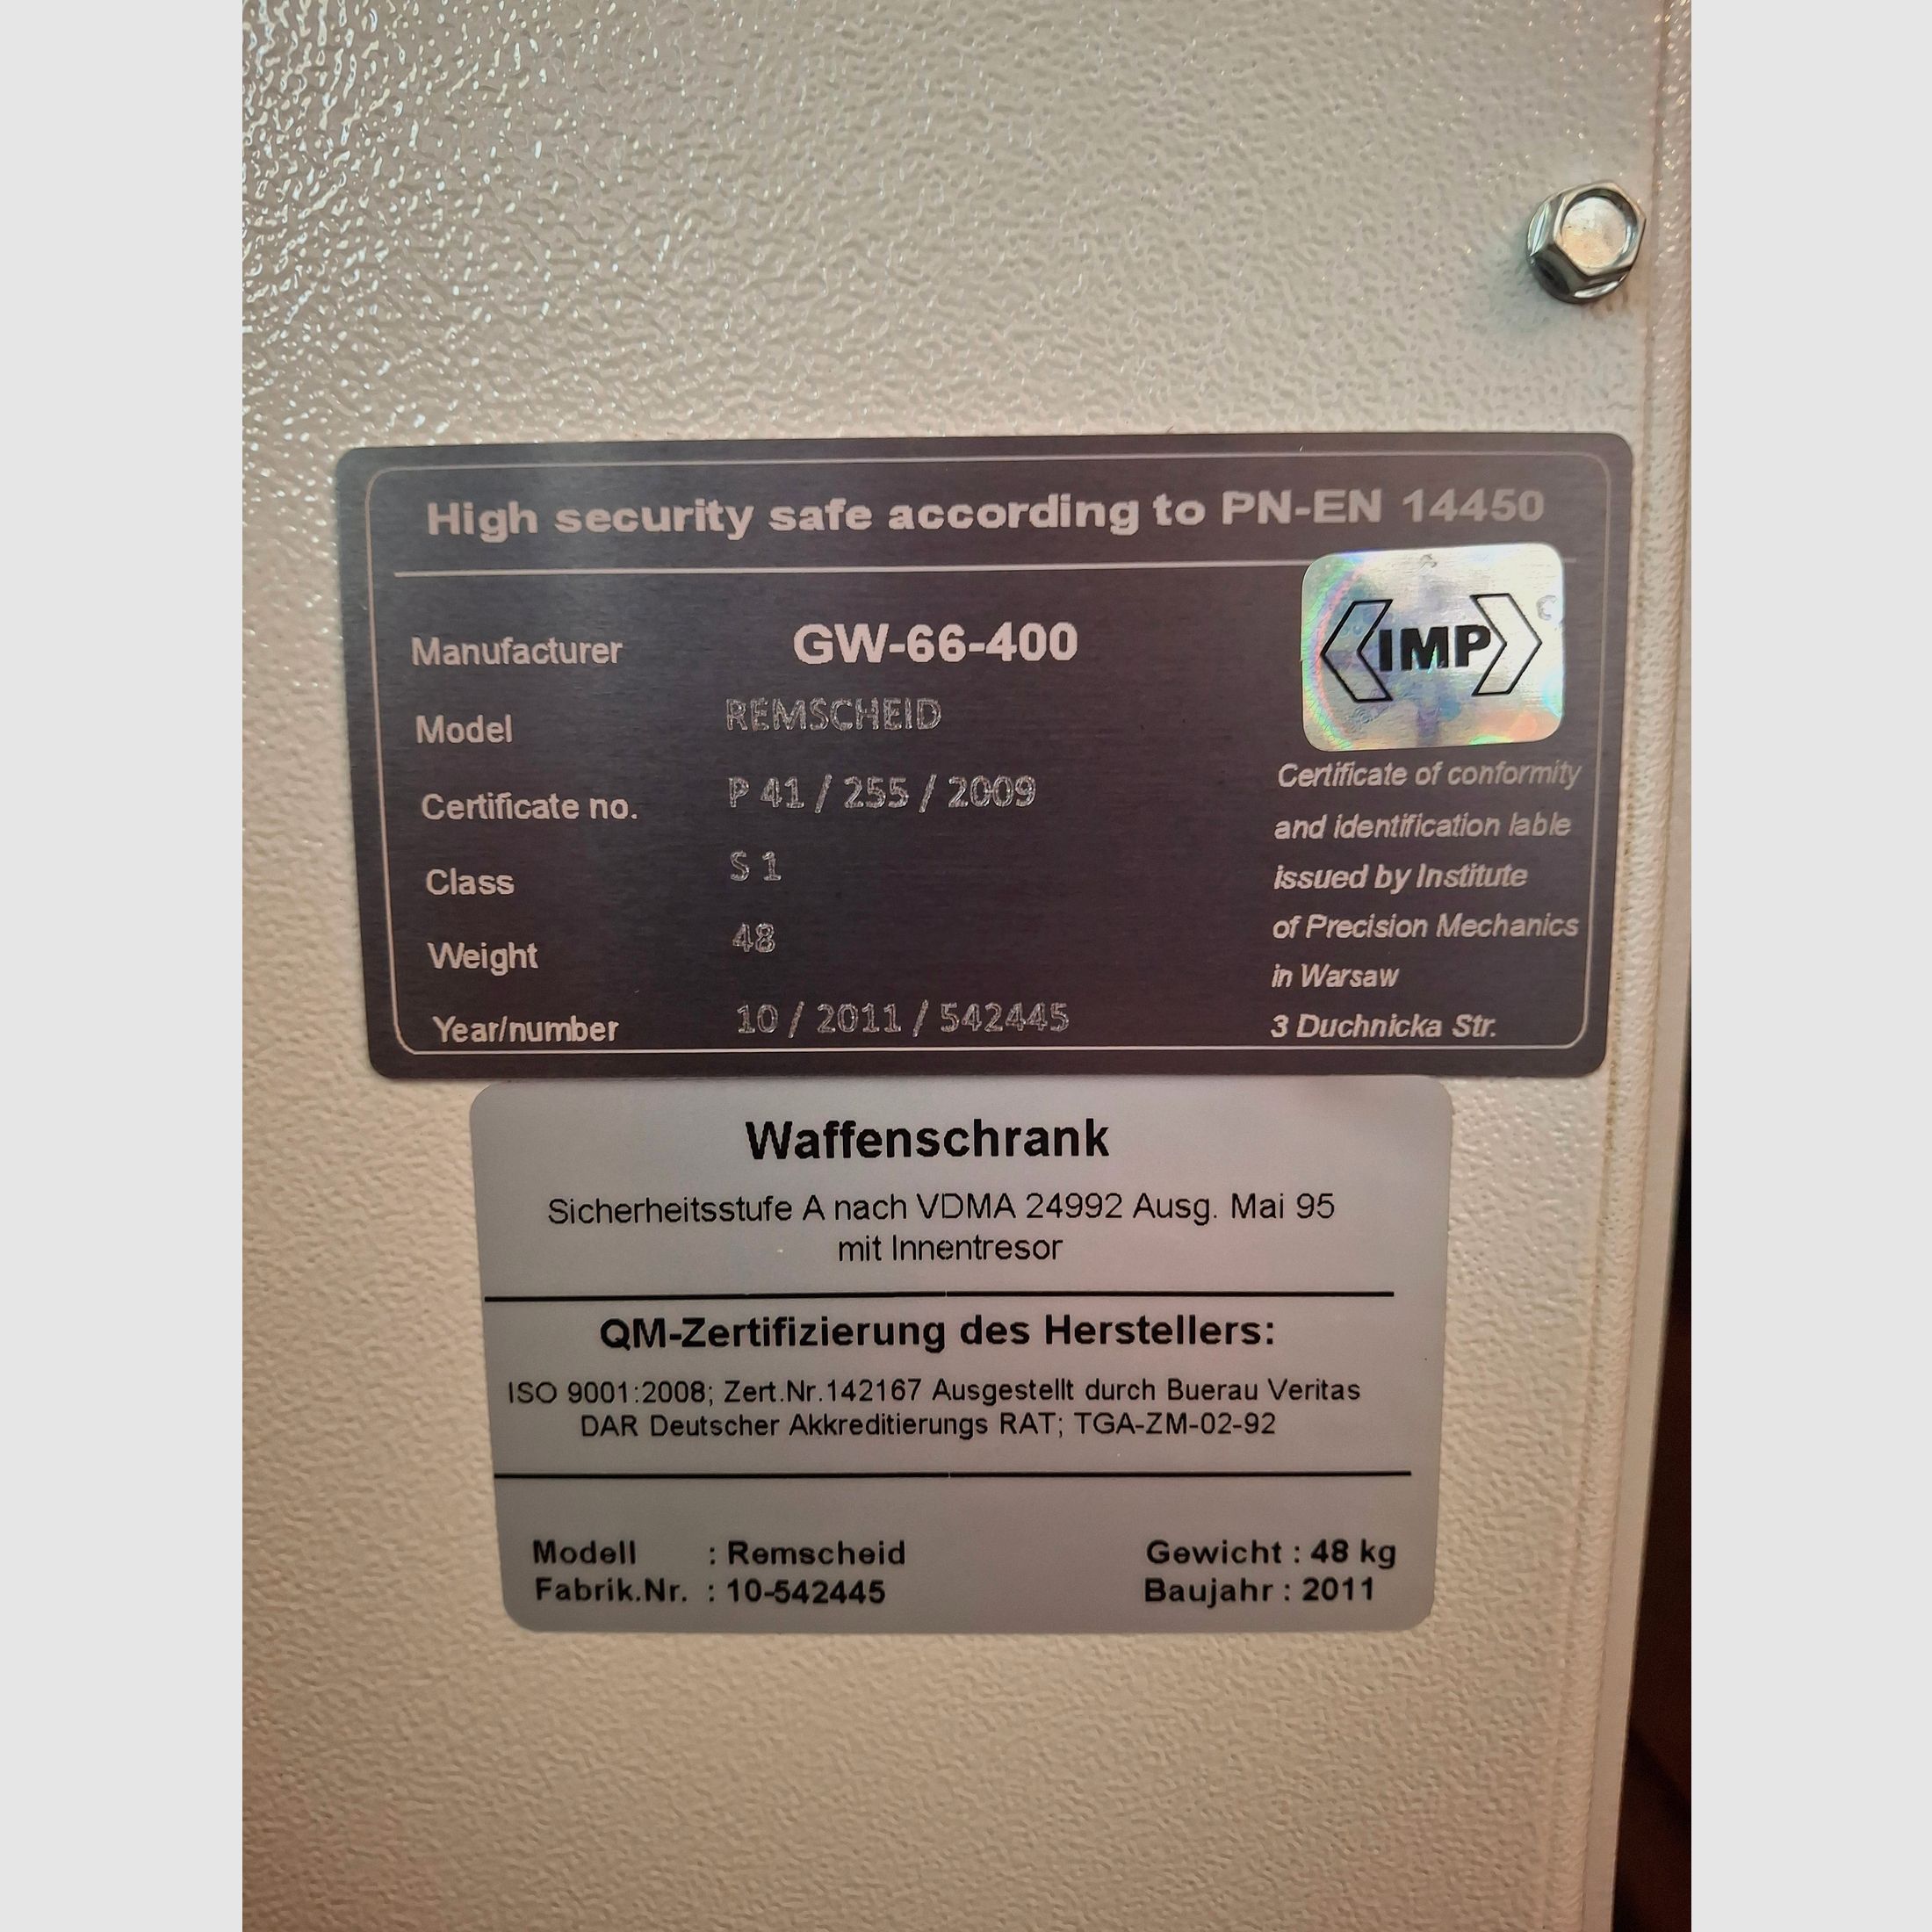 High security safe according to PN-EN 14450
Manufacturer GW-66-400
Model REMSCHEID
Certificate no. P 41 / 255 / 2009
Class S 1
Weight 48
Year/number 10 / 2011 / 542445
IMP
Certificate of conformity
and identification lable
issued by Institute
of Precision Mechanics
in Warsaw
3 Duchnicka Str.
Waffenschrank
Sicherheitsstufe A nach VDMA 24992 Ausg. Mai 95
mit Innentresor
QM-Zertifizierung des Herstellers:
ISO 9001:2008; Zert.Nr.142167 Ausgestellt durch Buerau Veritas
DAR Deutscher Akkreditierungs RAT; TGA-ZM-02-92
Modell : Remscheid Gewicht : 48 kg
Fabrik.Nr. : 10-542445 Baujahr : 2011